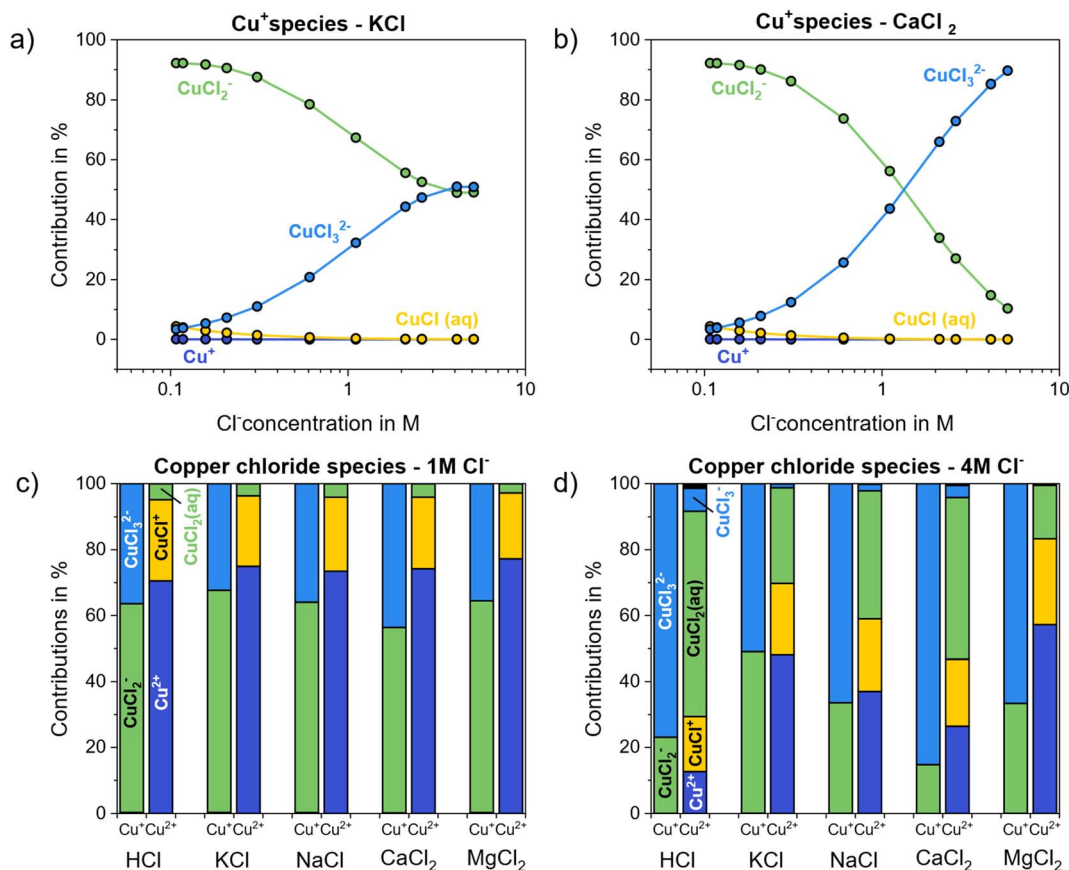 a)
Cu⁺species - KCl
100
80
60
40
20
0
Contribution in %
CuCl₂⁻
CuCl₃²⁻
CuCl (aq)
Cu⁺
0.1
1
10
Cl⁻concentration in M
b)
Cu⁺species - CaCl ₂
100
80
60
40
20
0
Contribution in %
CuCl₂⁻
CuCl₃²⁻
CuCl (aq)
Cu⁺
0.1
1
10
Cl⁻concentration in M
c)
Copper chloride species - 1M Cl⁻
100
80
60
40
20
0
Contributions in %
CuCl₃²⁻
CuCl₂⁻
CuCl⁺
Cu²⁺
CuCl₂(aq)
Cu⁺Cu²⁺ Cu⁺Cu²⁺ Cu⁺Cu²⁺ Cu⁺Cu²⁺ Cu⁺Cu²⁺
HCl KCl NaCl CaCl₂ MgCl₂
d)
Copper chloride species - 4M Cl⁻
100
80
60
40
20
0
Contributions in %
CuCl₃²⁻
CuCl₂⁻
CuCl₂(aq)
CuCl⁺
Cu²⁺
CuCl₃⁻
Cu⁺Cu²⁺ Cu⁺Cu²⁺ Cu⁺Cu²⁺ Cu⁺Cu²⁺ Cu⁺Cu²⁺
HCl KCl NaCl CaCl₂ MgCl₂